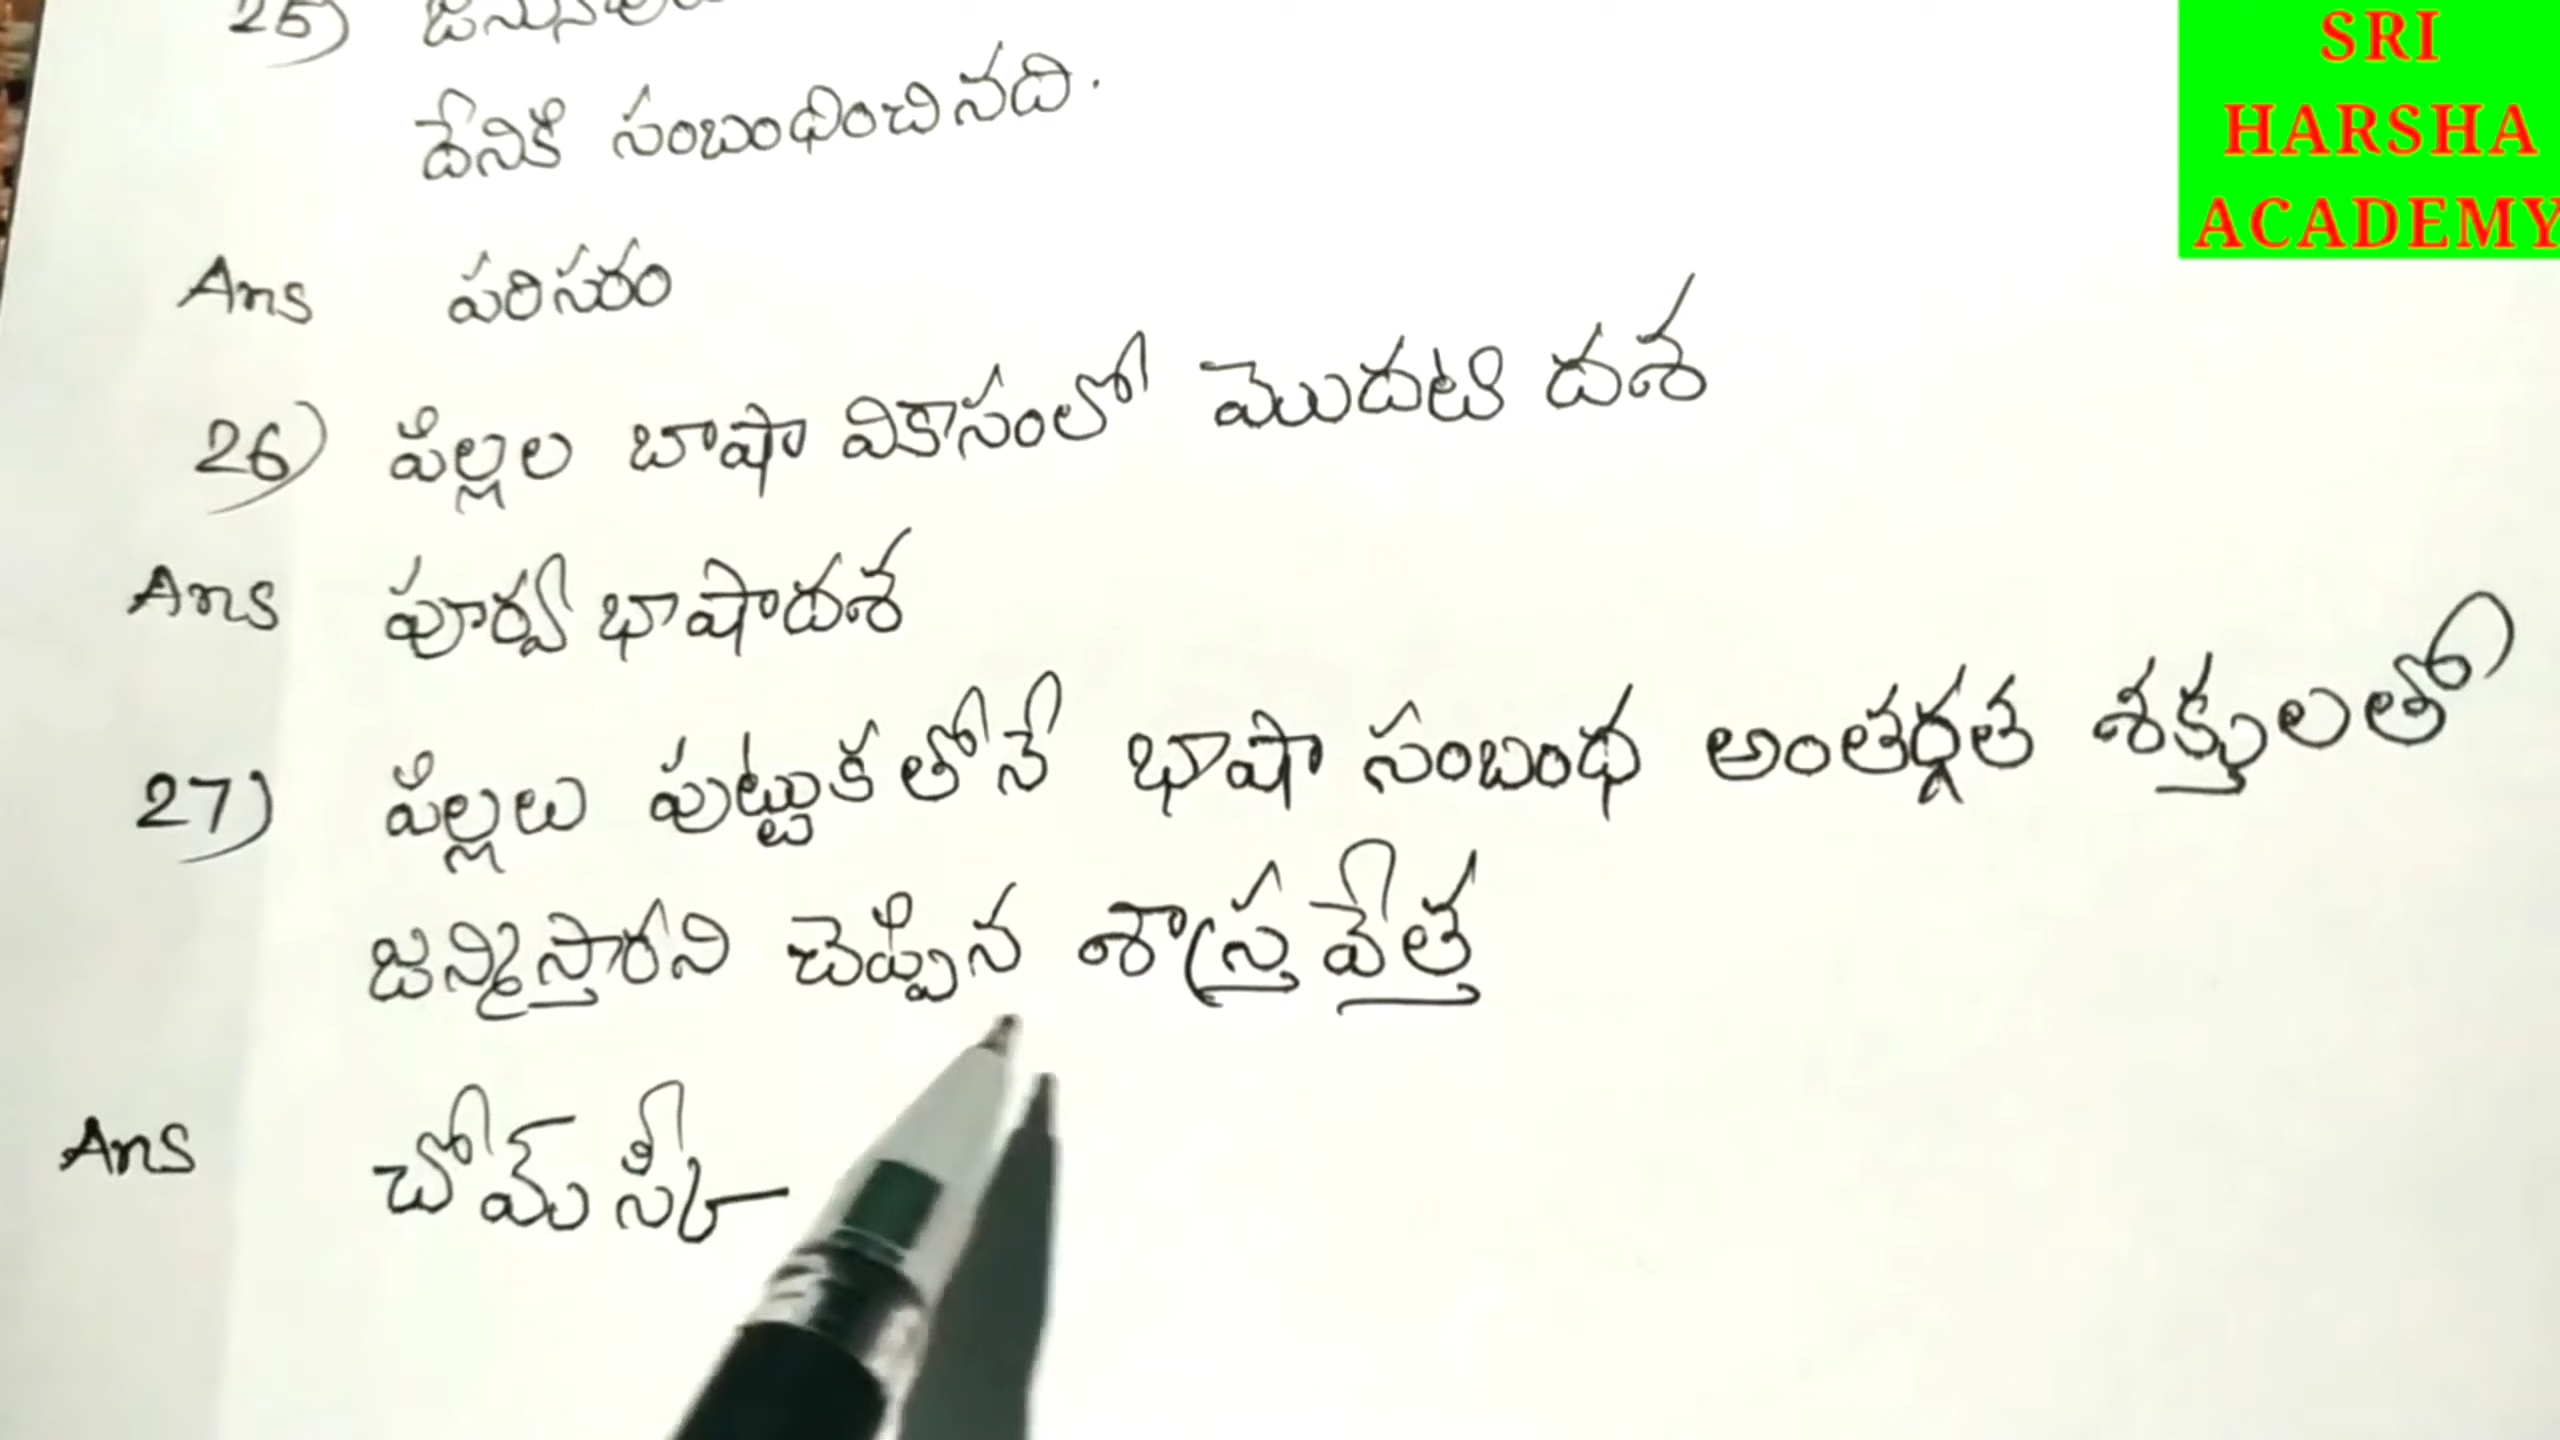 25)
దేనికి సంబంధించినది.
Ans పరిసరం
26) పిల్లల బాషా వికాసంలో మొదటి దశ
Ans పూర్వ భాషాదశ
27) పిల్లలు పుట్టుకతోనే భాషా సంబంధ అంతర్గత శక్తులతో
జన్మిస్తారని చెప్పిన శాస్త్రవేత్త
Ans చోమ్ స్కీ
SRI
HARSHA
ACADEMY